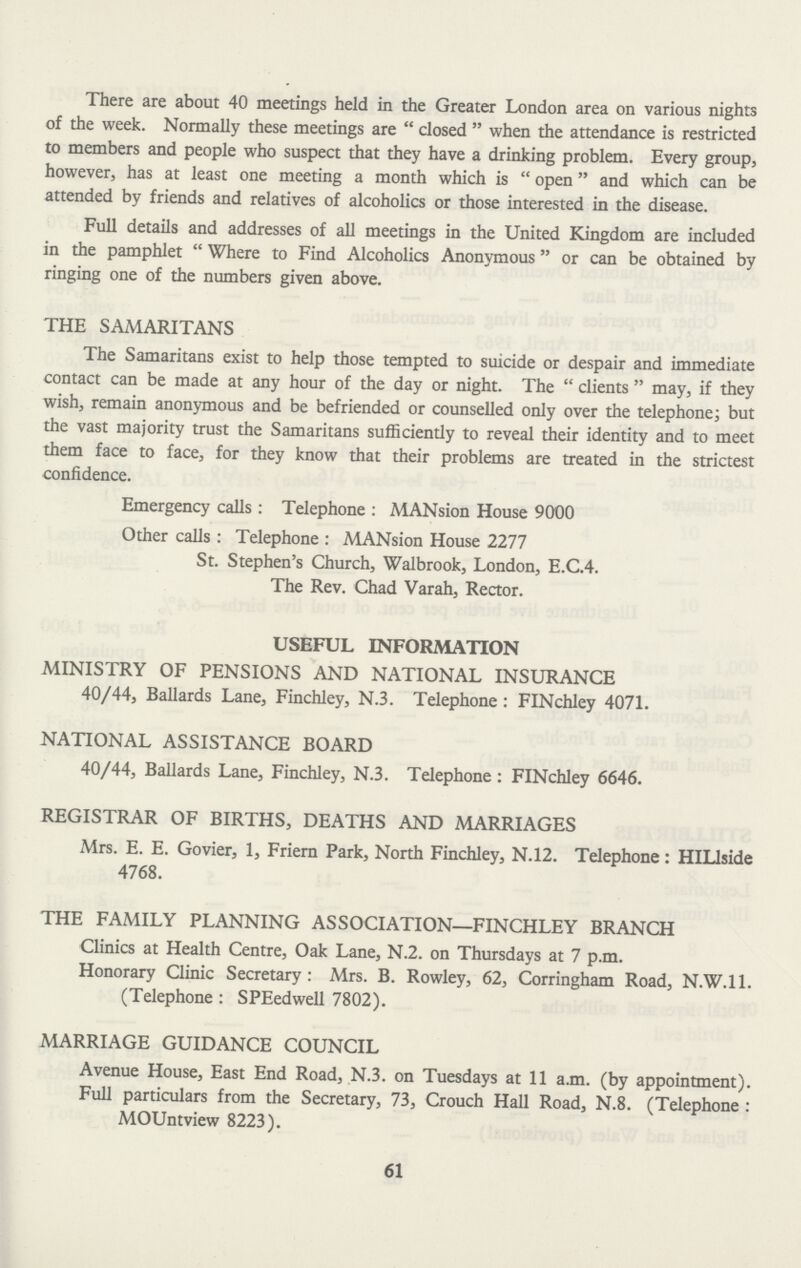 There are about 40 meetings held in the Greater London area on various nights
of the week. Normally these meetings are “ closed ” when the attendance is restricted
to members and people who suspect that they have a drinking problem. Every group,
however, has at least one meeting a month which is “ open ” and which can be
attended by friends and relatives of alcoholics or those interested in the disease.
Full details and addresses of all meetings in the United Kingdom are included
in the pamphlet “ Where to Find Alcoholics Anonymous ” or can be obtained by
ringing one of the numbers given above.
THE SAMARITANS
The Samaritans exist to help those tempted to suicide or despair and immediate
contact can be made at any hour of the day or night. The “ clients ” may, if they
wish, remain anonymous and be befriended or counselled only over the telephone; but
the vast majority trust the Samaritans sufficiently to reveal their identity and to meet
them face to face, for they know that their problems are treated in the strictest
confidence.
Emergency calls : Telephone : MANsion House 9000
Other calls : Telephone : MANsion House 2277
St. Stephen's Church, Walbrook, London, E.C.4.
The Rev. Chad Varah, Rector.
USEFUL INFORMATION
MINISTRY OF PENSIONS AND NATIONAL INSURANCE
40/44, Ballards Lane, Finchley, N.3. Telephone : FINchley 4071.
NATIONAL ASSISTANCE BOARD
40/44, Ballards Lane, Finchley, N.3. Telephone : FINchley 6646.
REGISTRAR OF BIRTHS, DEATHS AND MARRIAGES
Mrs. E. E. Govier, 1, Friern Park, North Finchley, N.12. Telephone : HILlside
4768.
THE FAMILY PLANNING ASSOCIATION—FINCHLEY BRANCH
Clinics at Health Centre, Oak Lane, N.2. on Thursdays at 7 p.m.
Honorary Clinic Secretary : Mrs. B. Rowley, 62, Corringham Road, N.W.11.
(Telephone : SPEedwell 7802).
MARRIAGE GUIDANCE COUNCIL
Avenue House, East End Road, N.3. on Tuesdays at 11 a.m. (by appointment).
Full particulars from the Secretary, 73, Crouch Hall Road, N.8. (Telephone :
MOUntview 8223).
61